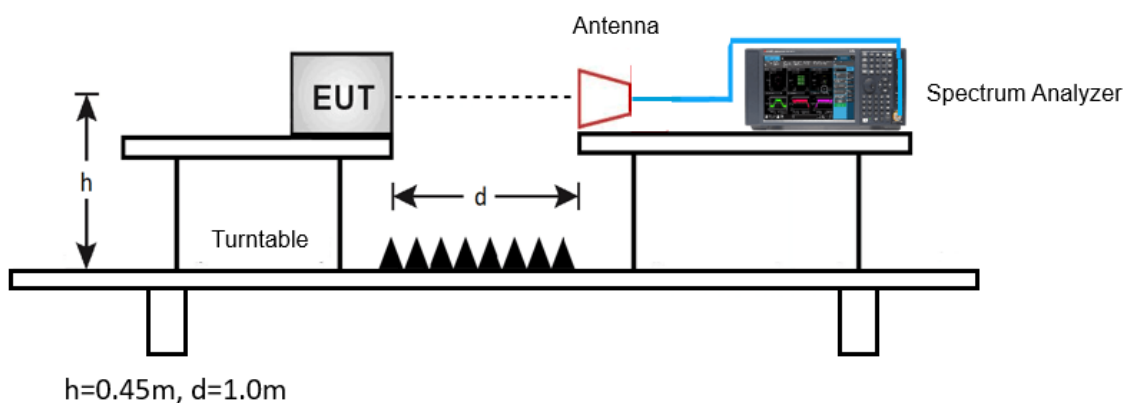 Antenna
EUT
Spectrum Analyzer
h
d
Turntable
h=0.45m, d=1.0m